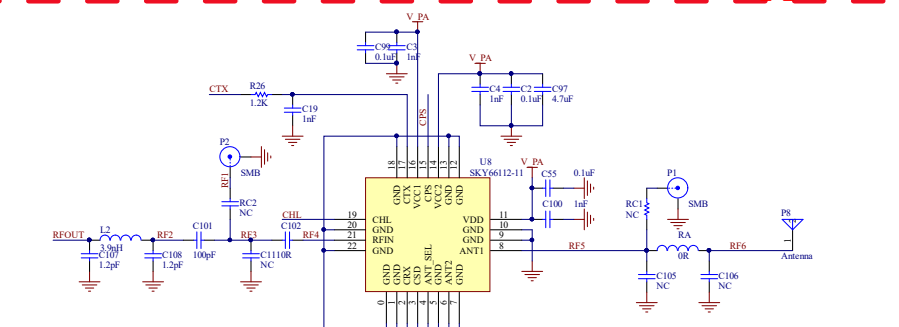 V_PA
C99
0.1uF
C3
1nF
V_PA
CTX
R26
1.2K
C19
1nF
CPS
C4
1nF
C2
0.1uF
C97
4.7uF
P2
SMB
RF1
RC2
NC
U8
SKY66112-11
18 17 16 15 14 13 12
GND CTX VCC1 CPS VCC2 GND GND
V_PA
C55
0.1uF
C100
1nF
P1
SMB
RC1
NC
P8
1
Antenna
CHL
19 CHL
20 GND
21 RFIN
22 GND
VDD 11
GND 10
GND 9
ANT1 8
RFOUT
L2
3.9nH
RF2
C101
100pF
RF3
C102
RF4
RF5
RA
0R
RF6
C107
1.2pF
C108
1.2pF
C1110R
NC
C105
NC
C106
NC
GND GND CRX CSD ANT_SEL GND ANT2 GND
0 1 2 3 4 5 6 7